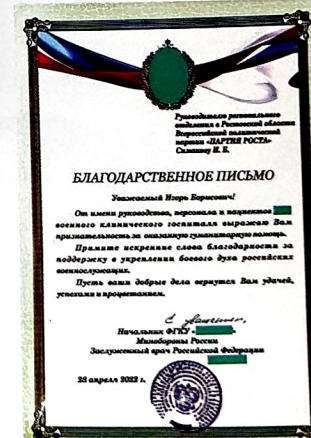 Руководителю регионального
отделения в Ростовской области
Всероссийской политической
партии «ПАРТИЯ РОСТА»
Симакову И. Б.
БЛАГОДАРСТВЕННОЕ ПИСЬМО
Уважаемый Игорь Борисович!
От имени руководства, персонала и пациентов
военного клинического госпиталя выражаю Вам
признательность за оказанную гуманитарную помощь.
Примите искренние слова благодарности за
поддержку в укреплении боевого духа российских
военнослужащих.
Пусть ваши добрые дела вернутся Вам удачей,
успехами и процветанием.
С уважением,
Начальник ФГКУ «
Минобороны России
Заслуженный врач Российской Федерации
28 апреля 2022 г.